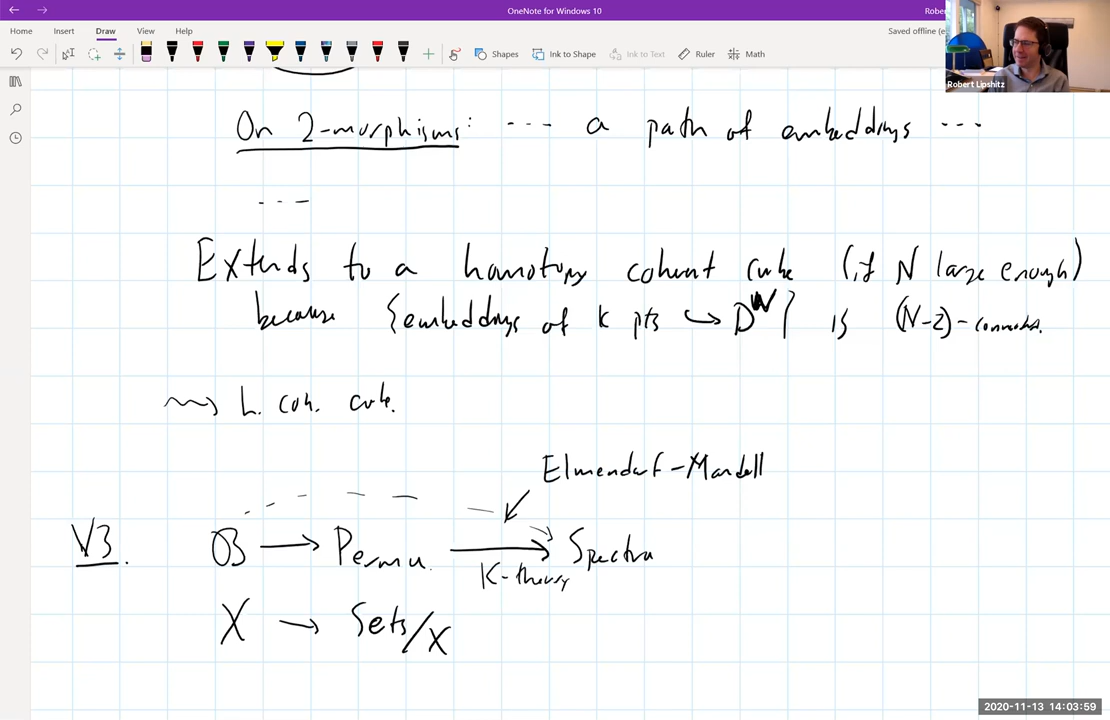 OneNote for Windows 10
Rober
Home Insert Draw View Help
Saved offline (e
Shapes Ink to Shape Ink to Text Ruler Math
Robert Lipshitz
On 2-morphisms: --- a path of embeddings ---
---
Extends to a homotopy coherent cube (if N large enough)
because {embeddings of k pts ↪ D^N} is (N-2)-connected.
⇝ h. coh. cube.
Elmendorf-Mandell
V3. B → Permu. → Spectra
K-theory
X → Sets/X
2020-11-13 14:03:59